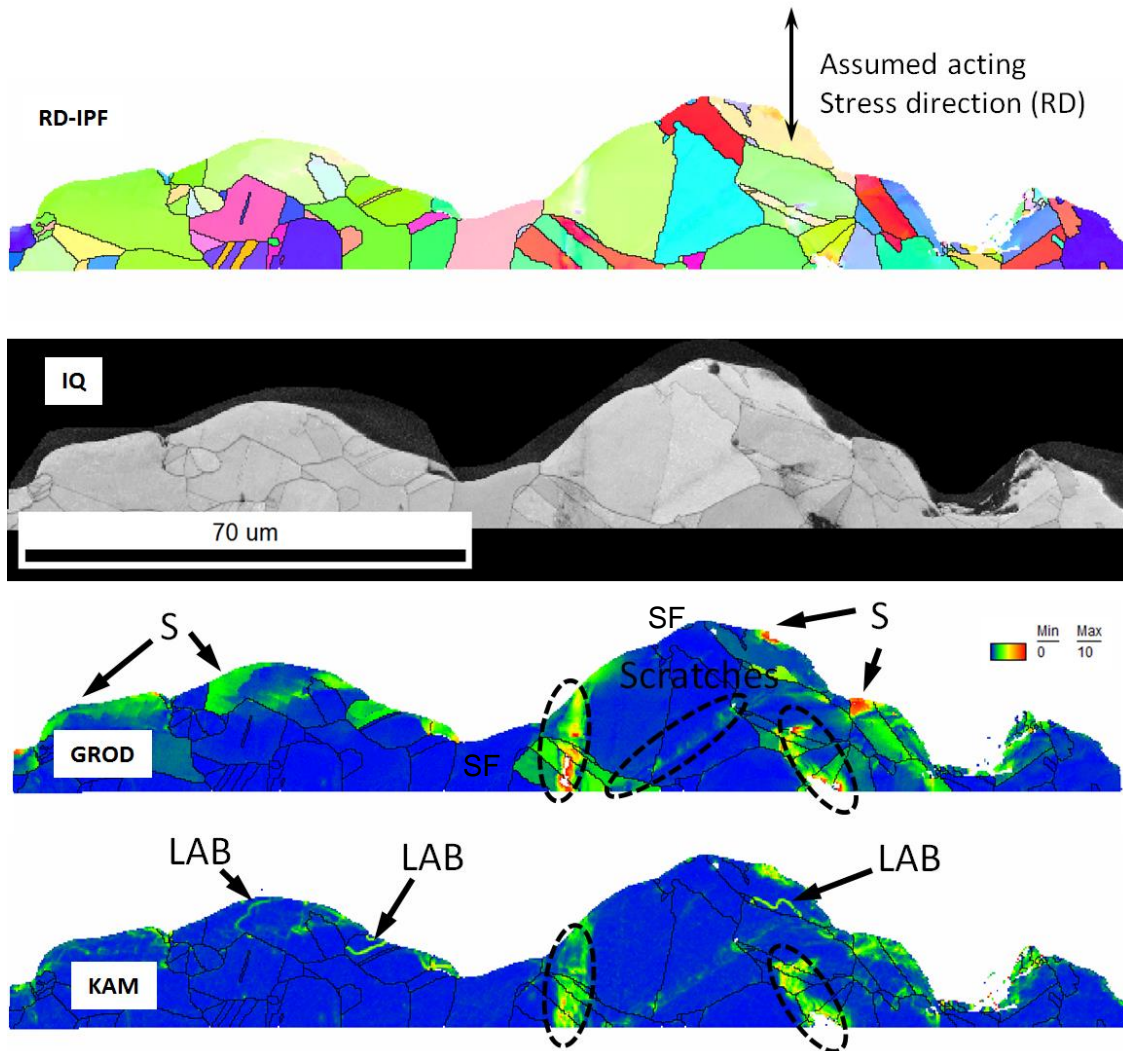 RD-IPF
Assumed acting
Stress direction (RD)
IQ
70 um
S
SF
S
Min Max
0 10
Scratches
GROD
SF
LAB
LAB
LAB
KAM